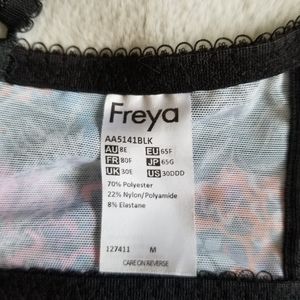 Freya
AA5141BLK
AU 8E EU 65F
FR 80F JP 65G
UK 30E US 30DDD
70% Polyester
22% Nylon/Polyamide
8% Elastane
127411 M
CARE ON REVERSE